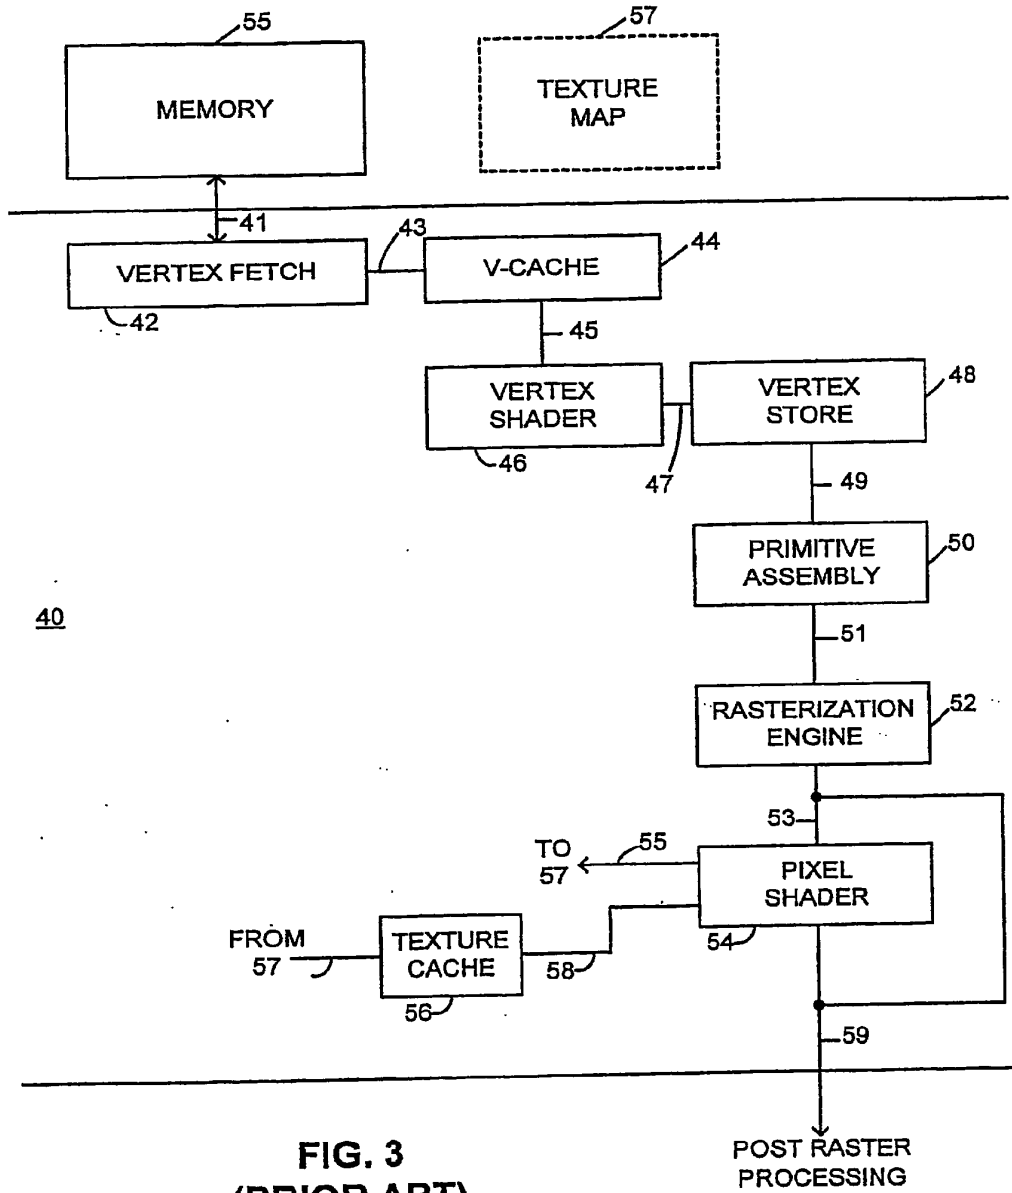 55
57
MEMORY
TEXTURE
MAP
41
43
44
VERTEX FETCH
V-CACHE
42
45
VERTEX
SHADER
VERTEX
STORE
48
46
47
49
PRIMITIVE
ASSEMBLY
50
40
51
RASTERIZATION
ENGINE
52
53
TO
57
55
PIXEL
SHADER
54
FROM
57
TEXTURE
CACHE
58
56
59
FIG. 3
(PRIOR ART)
POST RASTER
PROCESSING